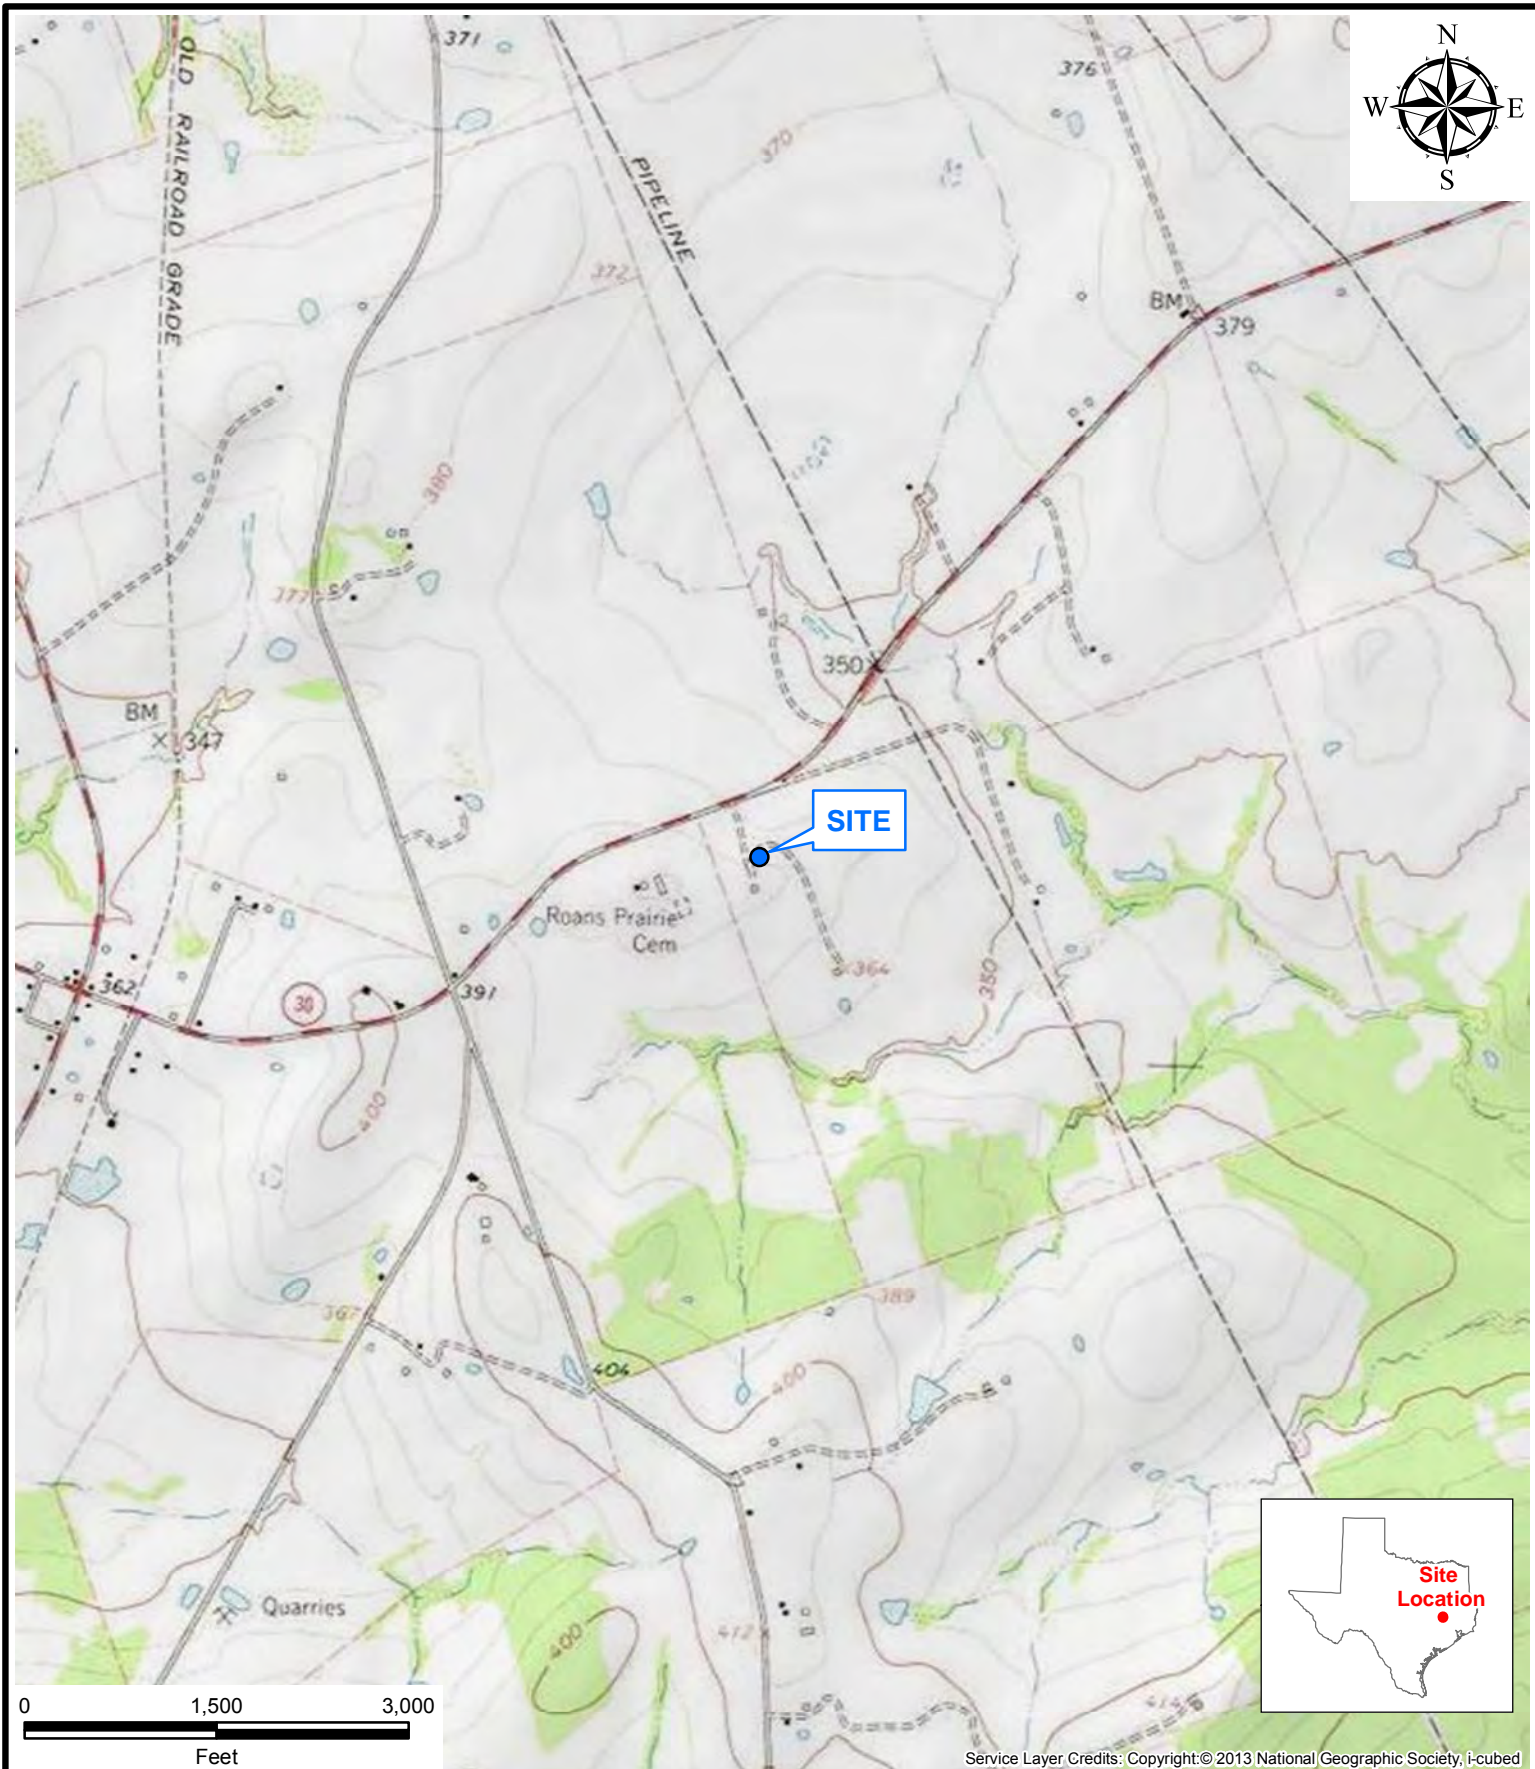 371
376
N
W E
S
OLD RAILROAD GRADE
370
PIPELINE
372
BM
379
380
377
350
BM
347
SITE
Roans Prairie
Cem
364
362
30
391
350
400
389
367
404
400
Quarries
400
412
414
Site
Location
0 1,500 3,000
Feet
Service Layer Credits: Copyright:© 2013 National Geographic Society, i-cubed